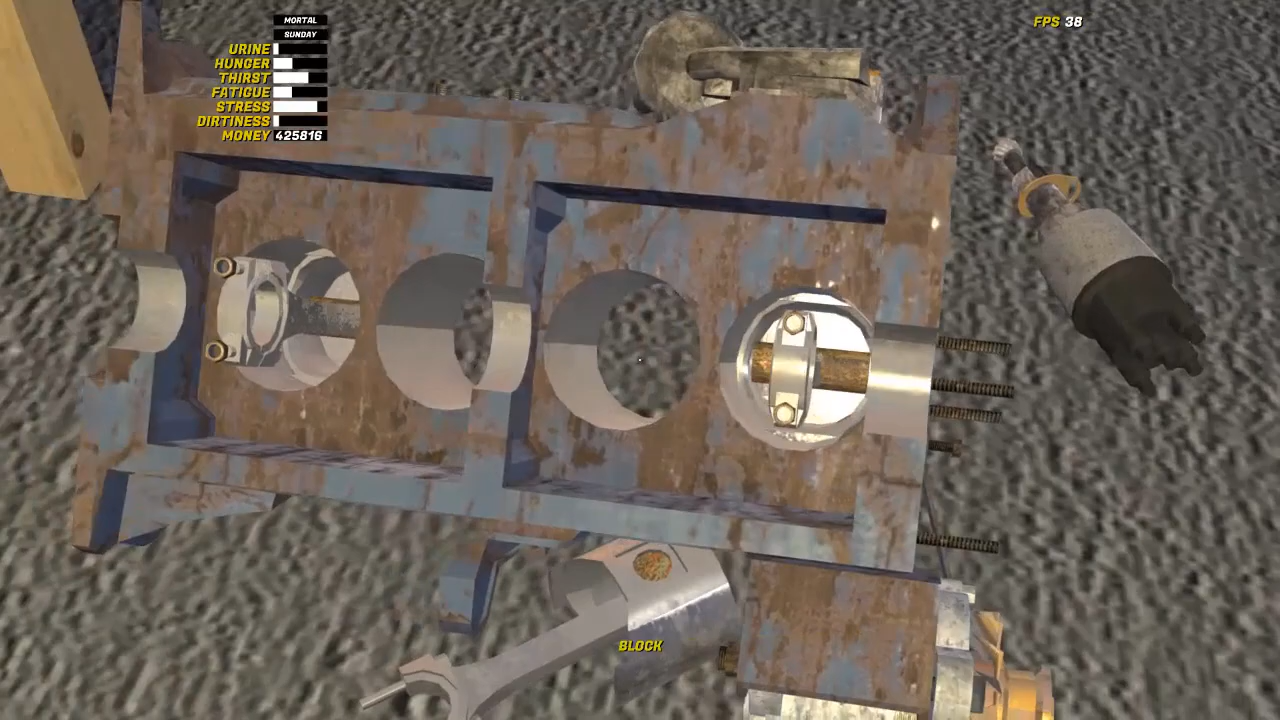 MORTAL
SUNDAY
URINE
HUNGER
THIRST
FATIGUE
STRESS
DIRTINESS
MONEY 425816
FPS 38
BLOCK